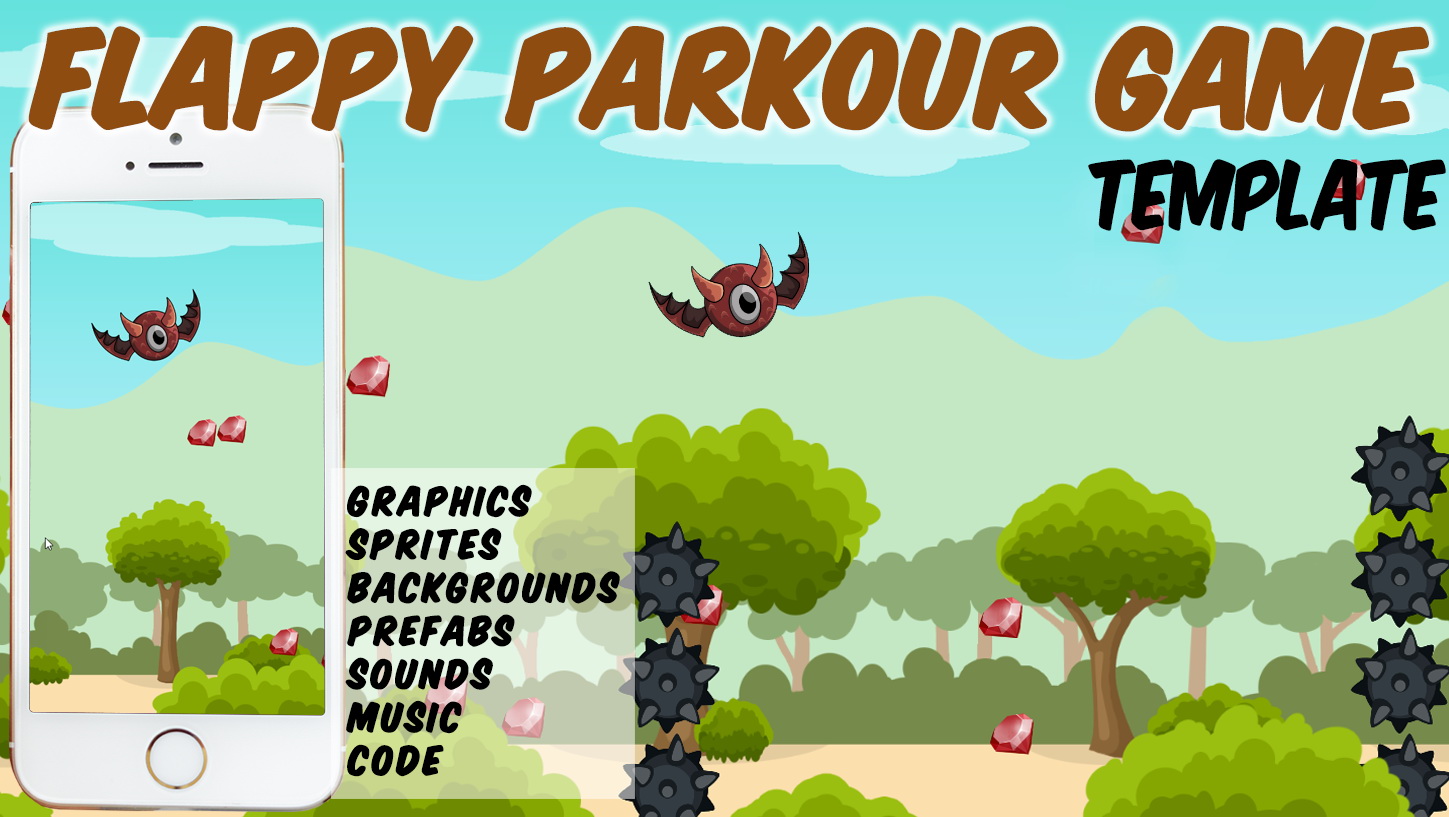 FLAPPY PARKOUR GAME
TEMPLATE
GRAPHICS
SPRITES
BACKGROUNDS
PREFABS
SOUNDS
MUSIC
CODE